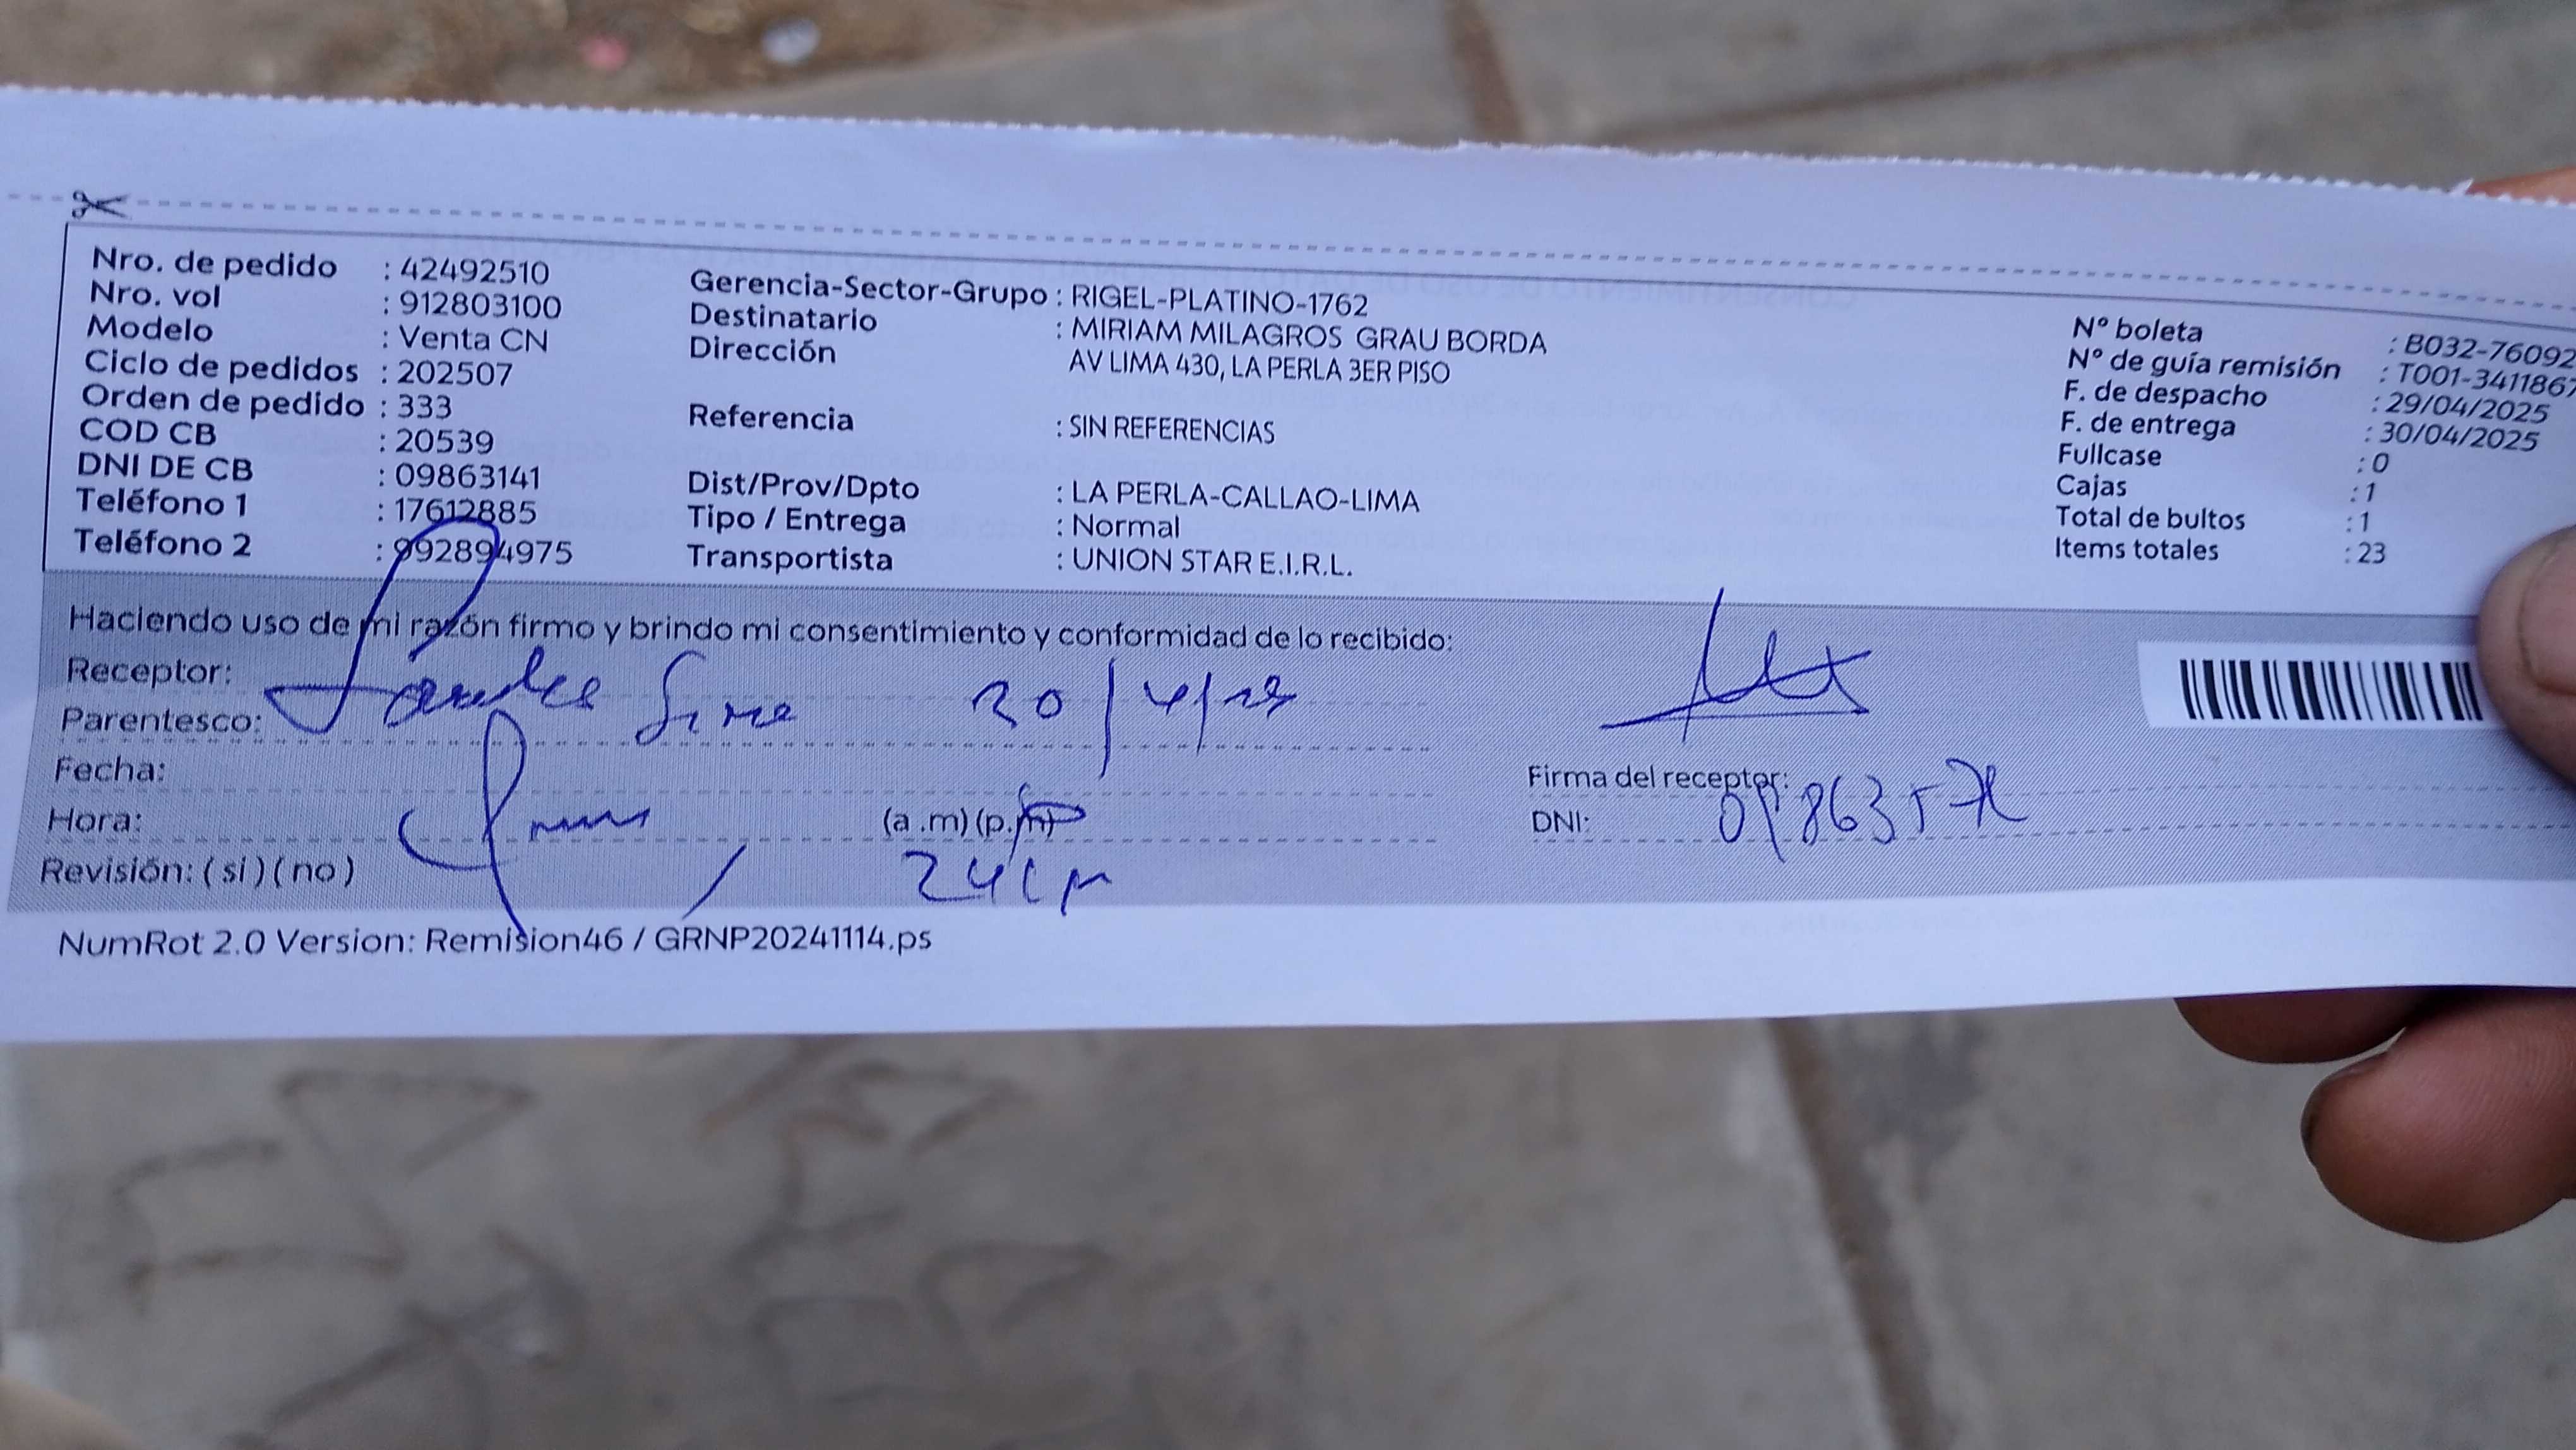 Nro. de pedido : 42492510
Nro. vol : 912803100
Modelo : Venta CN
Ciclo de pedidos : 202507
Orden de pedido : 333
COD CB : 20539
DNI DE CB : 09863141
Teléfono 1 : 17612885
Teléfono 2 : 992894975
Gerencia-Sector-Grupo : RIGEL-PLATINO-1762
Destinatario : MIRIAM MILAGROS GRAU BORDA
Dirección AV LIMA 430, LA PERLA 3ER PISO
Referencia : SIN REFERENCIAS
Dist/Prov/Dpto : LA PERLA-CALLAO-LIMA
Tipo / Entrega : Normal
Transportista : UNION STAR E.I.R.L.
N° boleta : B032-76092
N° de guía remisión : T001-3411867
F. de despacho : 29/04/2025
F. de entrega : 30/04/2025
Fullcase : 0
Cajas : 1
Total de bultos : 1
Items totales : 23
Haciendo uso de mi razón firmo y brindo mi consentimiento y conformidad de lo recibido:
Receptor:
Parentesco:
Fecha:
Hora: (a .m) (p.m)
Revisión: ( si ) ( no )
Firma del receptor:
DNI:
NumRot 2.0 Version: Remision46 / GRNP20241114.ps